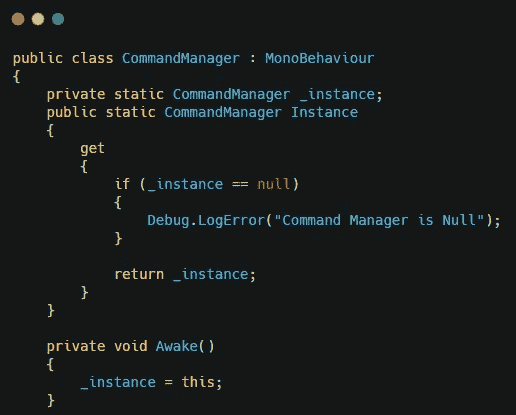 public class CommandManager : MonoBehaviour
{
    private static CommandManager _instance;
    public static CommandManager Instance
    {
        get
        {
            if (_instance == null)
            {
                Debug.LogError("Command Manager is Null");
            }

            return _instance;
        }
    }

    private void Awake()
    {
        _instance = this;
    }